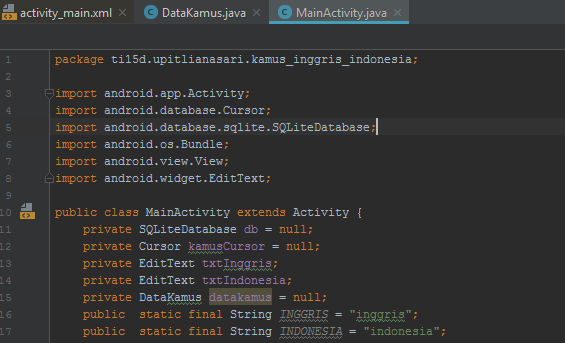 activity_main.xml × DataKamus.java × MainActivity.java ×
1 package ti15d.upitlianasari.kamus_inggris_indonesia;
2
3 import android.app.Activity;
4 import android.database.Cursor;
5 import android.database.sqlite.SQLiteDatabase;
6 import android.os.Bundle;
7 import android.view.View;
8 import android.widget.EditText;
9
10 public class MainActivity extends Activity {
11 private SQLiteDatabase db = null;
12 private Cursor kamusCursor = null;
13 private EditText txtInggris;
14 private EditText txtIndonesia;
15 private DataKamus datakamus = null;
16 public static final String INGGRIS = "inggris";
17 public static final String INDONESIA = "indonesia";